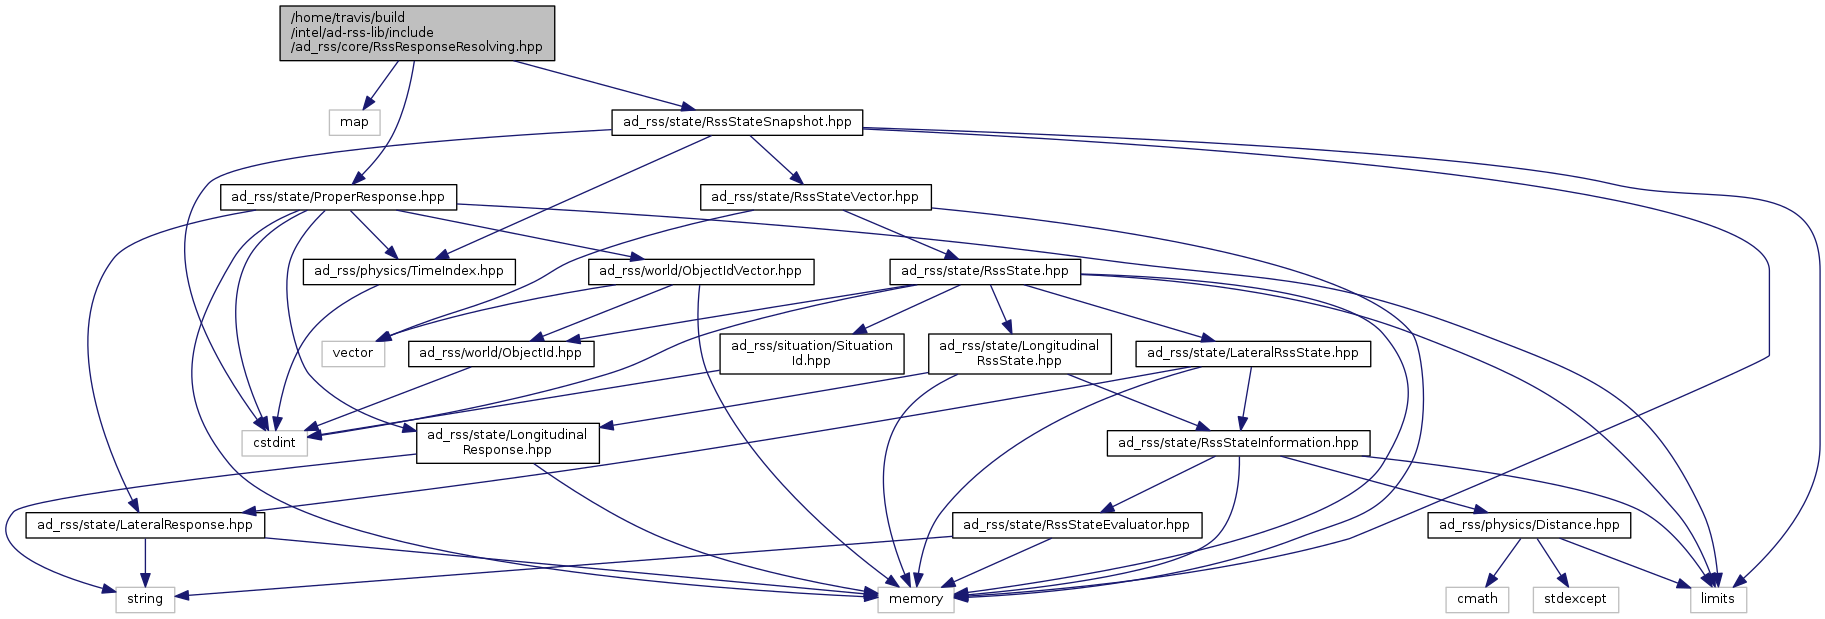 /home/travis/build
/intel/ad-rss-lib/include
/ad_rss/core/RssResponseResolving.hpp
map
ad_rss/state/RssStateSnapshot.hpp
ad_rss/state/ProperResponse.hpp
ad_rss/state/RssStateVector.hpp
ad_rss/physics/TimeIndex.hpp
ad_rss/world/ObjectIdVector.hpp
ad_rss/state/RssState.hpp
vector
ad_rss/world/ObjectId.hpp
ad_rss/situation/Situation
Id.hpp
ad_rss/state/Longitudinal
RssState.hpp
ad_rss/state/LateralRssState.hpp
cstdint
ad_rss/state/Longitudinal
Response.hpp
ad_rss/state/RssStateInformation.hpp
ad_rss/state/LateralResponse.hpp
ad_rss/state/RssStateEvaluator.hpp
ad_rss/physics/Distance.hpp
string
memory
cmath
stdexcept
limits